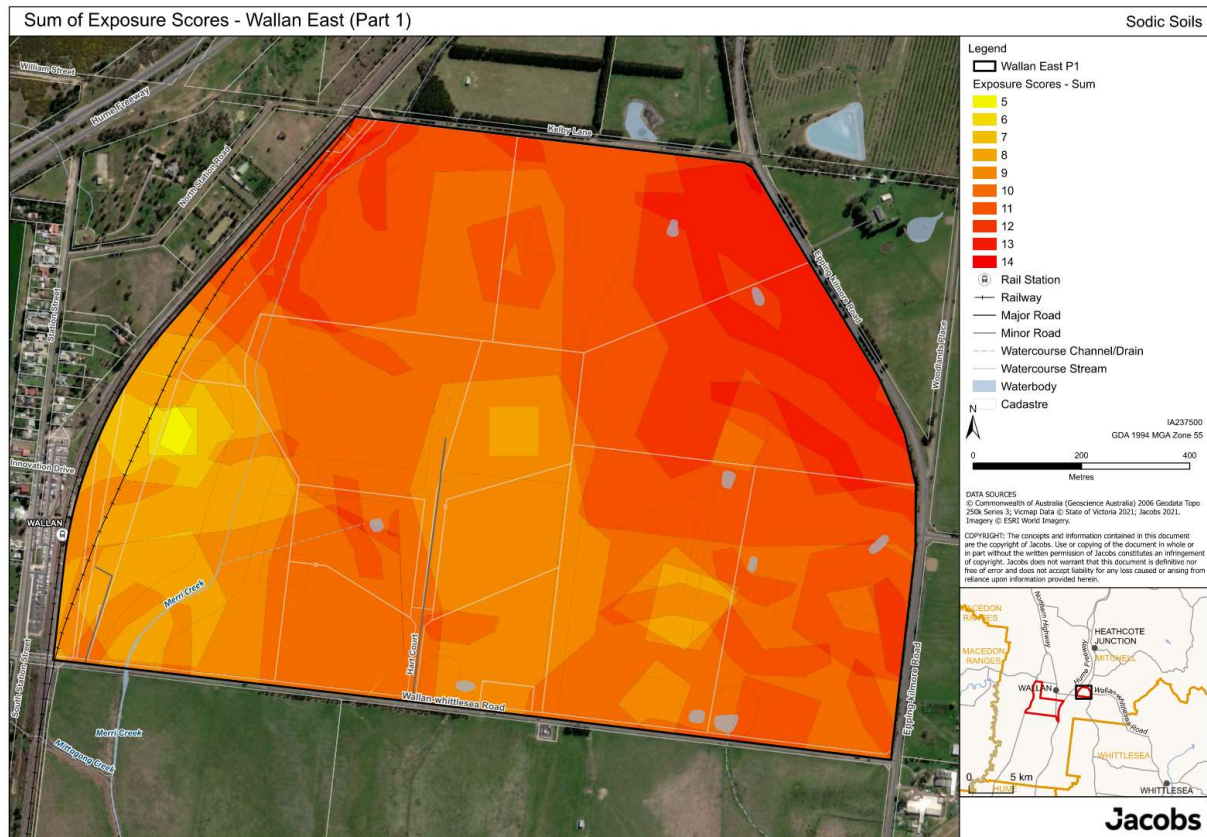 Sum of Exposure Scores - Wallan East (Part 1)
Sodic Soils
William Street
Hume Freeway
North Station Road
Kelby Lane
Station Street
Epping-Kilmore Road
Woodlands Place
Innovation Drive
WALLAN
Merri Creek
Hart Court
South Station Street
Wallan-whittlesea Road
Epping-kilmore Road
Merri Creek
Mittagong Creek
Legend
Wallan East P1
Exposure Scores - Sum
5
6
7
8
9
10
11
12
13
14
Rail Station
Railway
Major Road
Minor Road
Watercourse Channel/Drain
Watercourse Stream
Waterbody
Cadastre
N
IA237500
GDA 1994 MGA Zone 55
0 200 400
Metres
DATA SOURCES
© Commonwealth of Australia (Geoscience Australia) 2006 Geodata Topo
250k Series 3; Vicmap Data © State of Victoria 2021; Jacobs 2021.
Imagery © ESRI World Imagery.
COPYRIGHT: The concepts and information contained in this document
are the copyright of Jacobs. Use or copying of the document in whole or
in part without the written permission of Jacobs constitutes an infringement
of copyright. Jacobs does not warrant that this document is definitive nor
free of error and does not accept liability for any loss caused or arising from
reliance upon information provided herein.
MACEDON
RANGES
MACEDON
RANGES
Northern Highway
HEATHCOTE
JUNCTION
MITCHELL
Hume Freeway
WALLAN
Wallan-whittlesea
Road
WHITTLESEA
0 5 km
HUME
WHITTLESEA
Jacobs